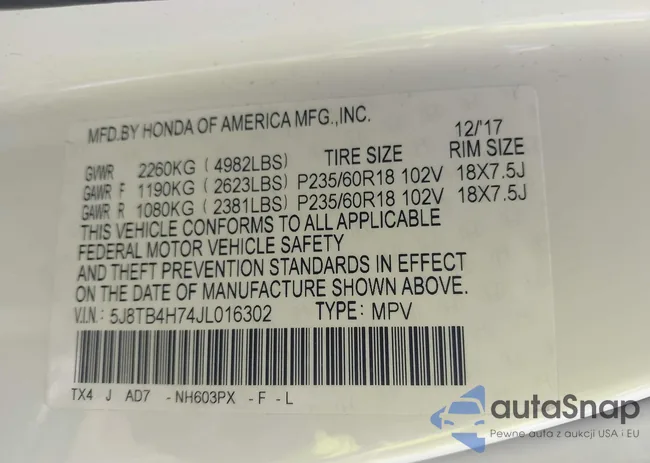 MFD.BY HONDA OF AMERICA MFG.,INC. 12/'17
GVWR 2260KG ( 4982LBS) TIRE SIZE RIM SIZE
GAWR F 1190KG ( 2623LBS) P235/60R18 102V 18X7.5J
GAWR R 1080KG ( 2381LBS) P235/60R18 102V 18X7.5J
THIS VEHICLE CONFORMS TO ALL APPLICABLE
FEDERAL MOTOR VEHICLE SAFETY
AND THEFT PREVENTION STANDARDS IN EFFECT
ON THE DATE OF MANUFACTURE SHOWN ABOVE.
V.I.N.: 5J8TB4H74JL016302 TYPE: MPV
TX4 J AD7 - NH603PX - F - L
autaSnap
Pewne auta z aukcji USA i EU